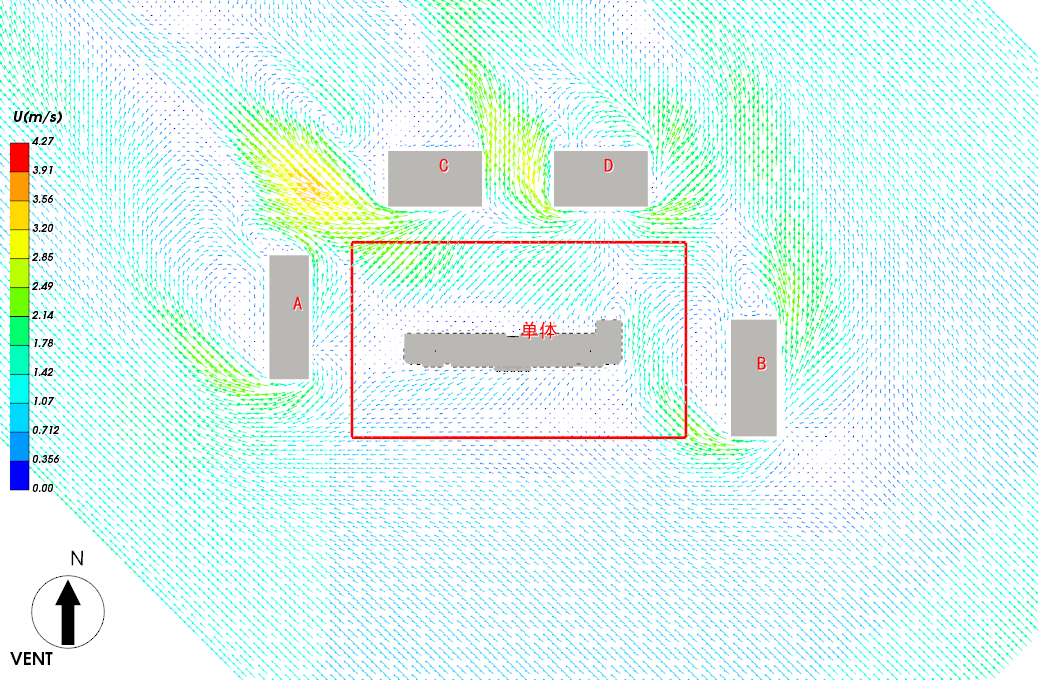 U(m/s)
4.27
3.91
3.56
3.20
2.85
2.49
2.14
1.78
1.42
1.07
0.712
0.356
0.00
C
D
A
单体
B
N
VENT